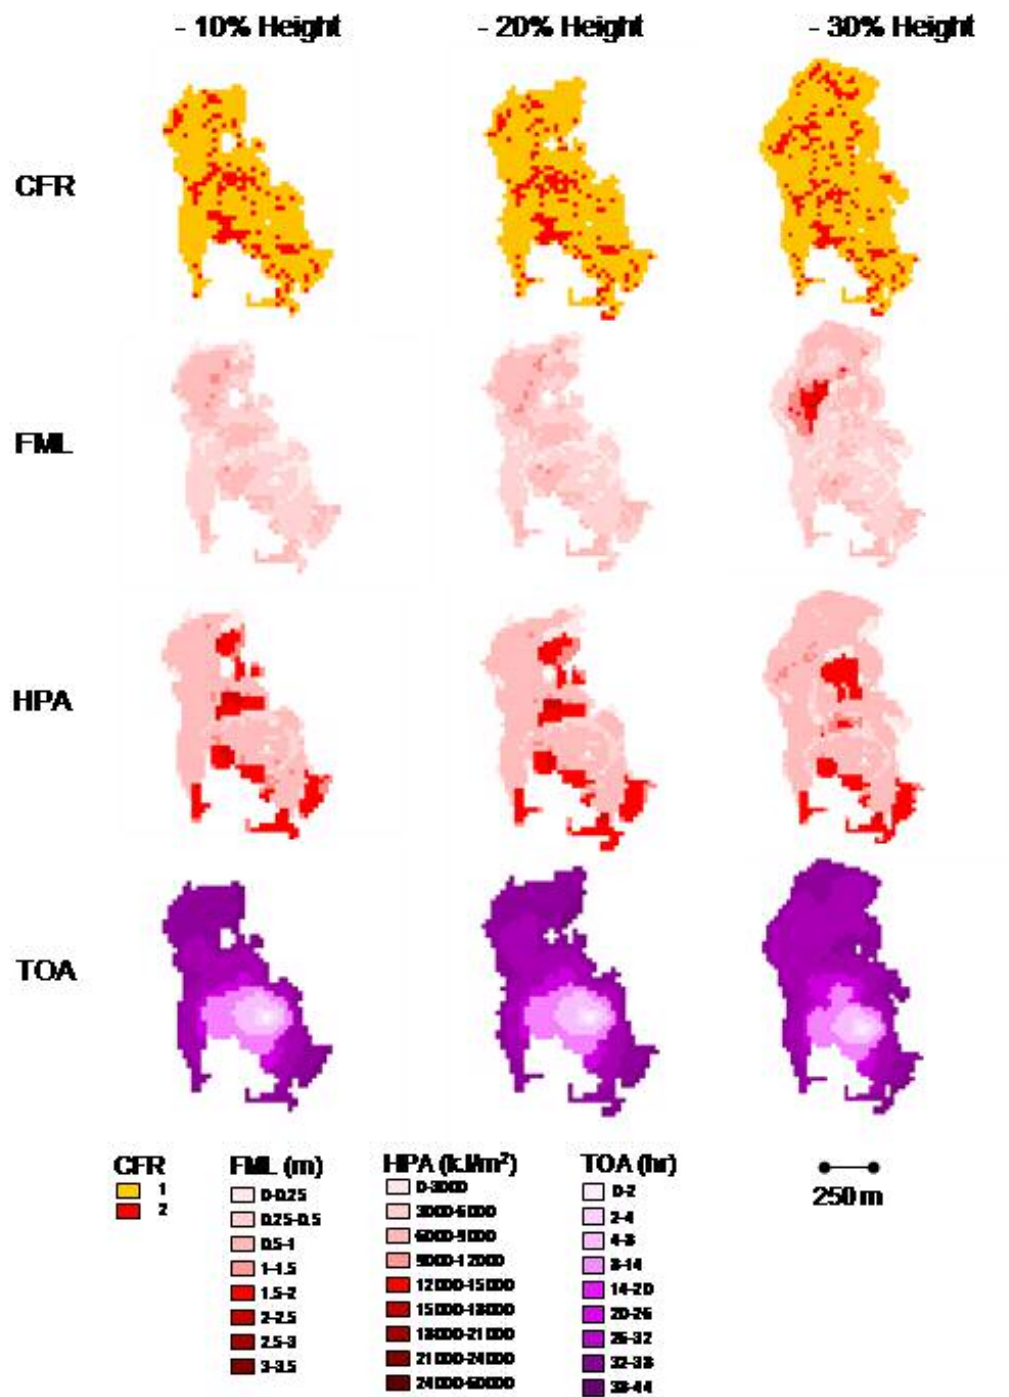 - 10% Height - 20% Height - 30% Height
CFR
FML
HPA
TOA
CFR FML (m) HPA (kJ/m²) TOA (hr)
1 0-0.25 0-3000 0-2
2 0.25-0.5 3000-6000 2-4
0.5-1 6000-9000 4-8
1-1.5 9000-12000 8-14
1.5-2 12000-15000 14-20
2-2.5 15000-18000 20-26
2.5-3 18000-21000 26-32
3-3.5 21000-24000 32-38
24000-60000 38-44
250 m